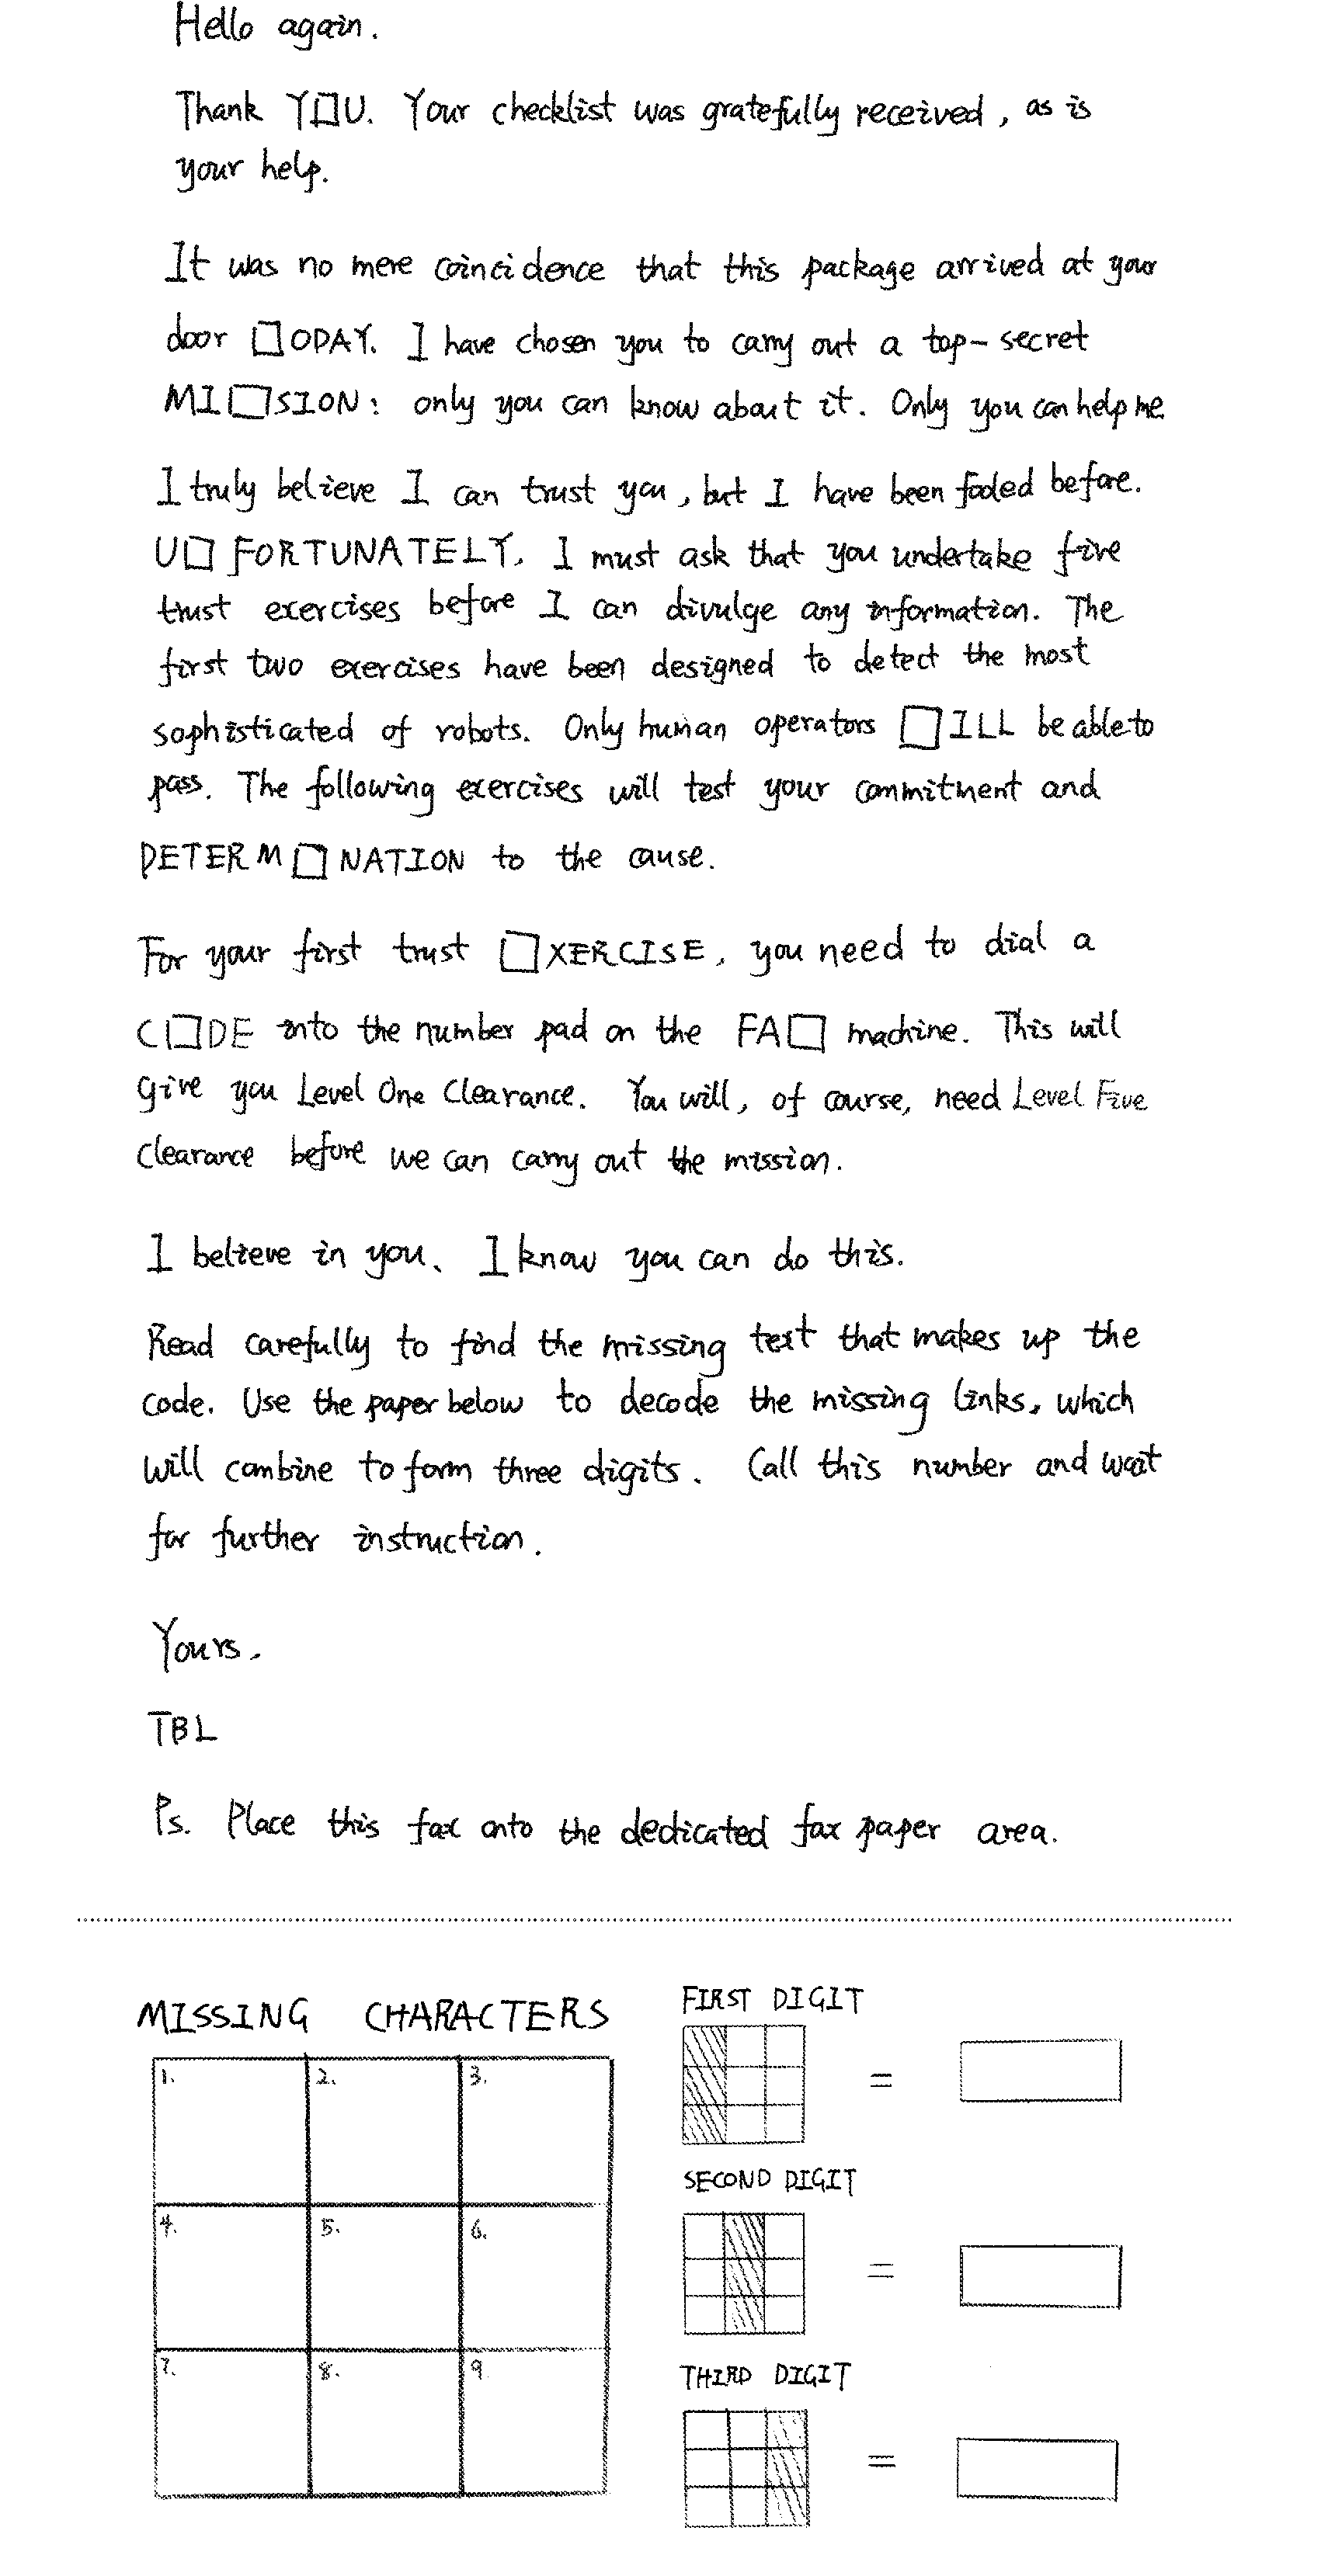 Hello again.
Thank Y□U. Your checklist was gratefully received, as is
your help.
It was no mere coincidence that this package arrived at your
door □ODAY. I have chosen you to carry out a top-secret
MI□SION: only you can know about it. Only you can help me
I truly believe I can trust you, but I have been fooled before.
U□FORTUNATELY, I must ask that you undertake five
trust exercises before I can divulge any information. The
first two exercises have been designed to detect the most
sophisticated of robots. Only human operators □ILL be able to
pass. The following exercises will test your commitment and
DETERM□NATION to the cause.
For your first trust □XERCISE, you need to dial a
C□DE into the number pad on the FA□ machine. This will
give you Level One Clearance. You will, of course, need Level Five
Clearance before we can carry out the mission.
I believe in you. I know you can do this.
Read carefully to find the missing text that makes up the
code. Use the paper below to decode the missing links, which
will combine to form three digits. Call this number and wait
for further instruction.
Yours,
TBL
Ps. Place this fax onto the dedicated fax paper area.
MISSING CHARACTERS
1. 2. 3.
4. 5. 6.
7. 8. 9.
FIRST DIGIT
=
SECOND DIGIT
=
THIRD DIGIT
=